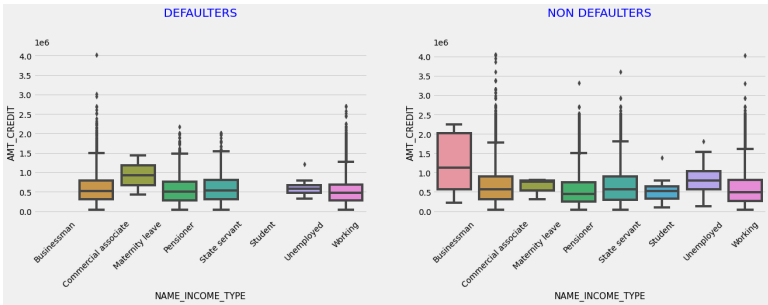 DEFAULTERS
1e6
AMT_CREDIT
4.0
3.5
3.0
2.5
2.0
1.5
1.0
0.5
0.0
Businessman
Commercial associate
Maternity leave
Pensioner
State servant
Student
Unemployed
Working
NAME_INCOME_TYPE
NON DEFAULTERS
1e6
AMT_CREDIT
4.0
3.5
3.0
2.5
2.0
1.5
1.0
0.5
0.0
Businessman
Commercial associate
Maternity leave
Pensioner
State servant
Student
Unemployed
Working
NAME_INCOME_TYPE